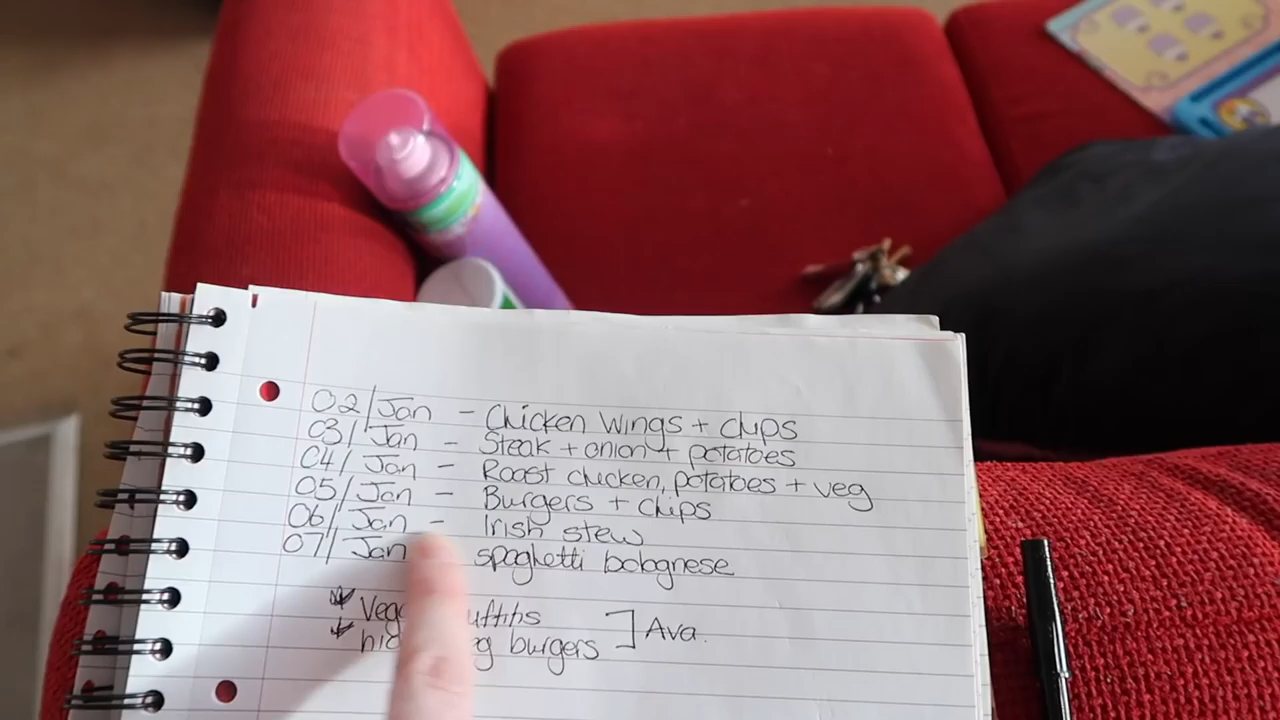 02/Jan - Chicken wings + chips
03/Jan - Steak + onion + potatoes
04/Jan - Roast chicken, potatoes + veg
05/Jan - Burgers + chips
06/Jan - Irish stew
07/Jan spaghetti bolognese
burgers
] Ava.